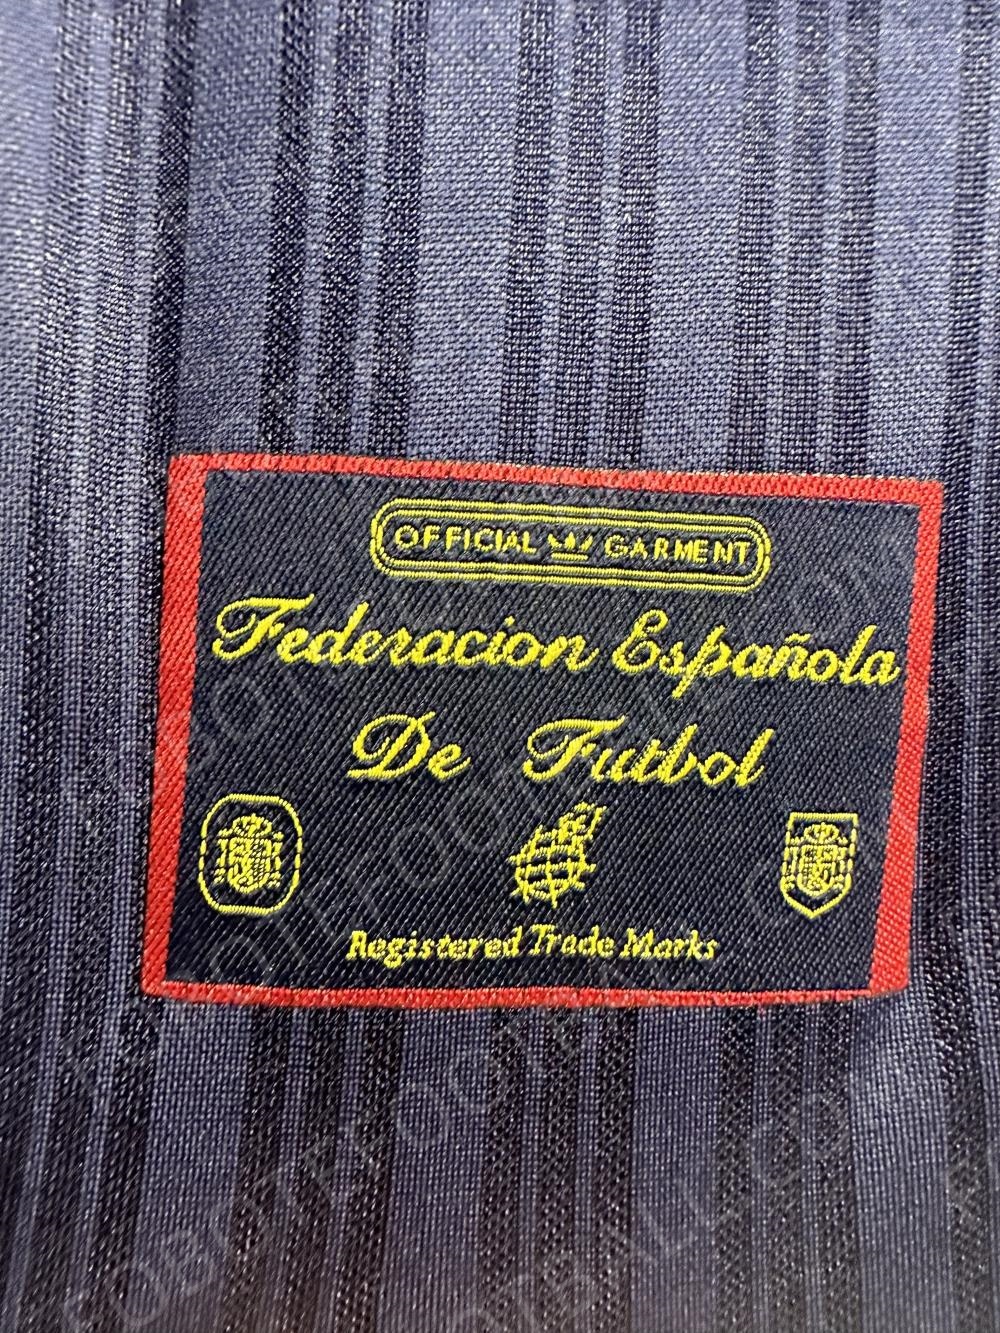 OFFICIAL GARMENT
Federacion Española
De Futbol
Registered Trade Marks